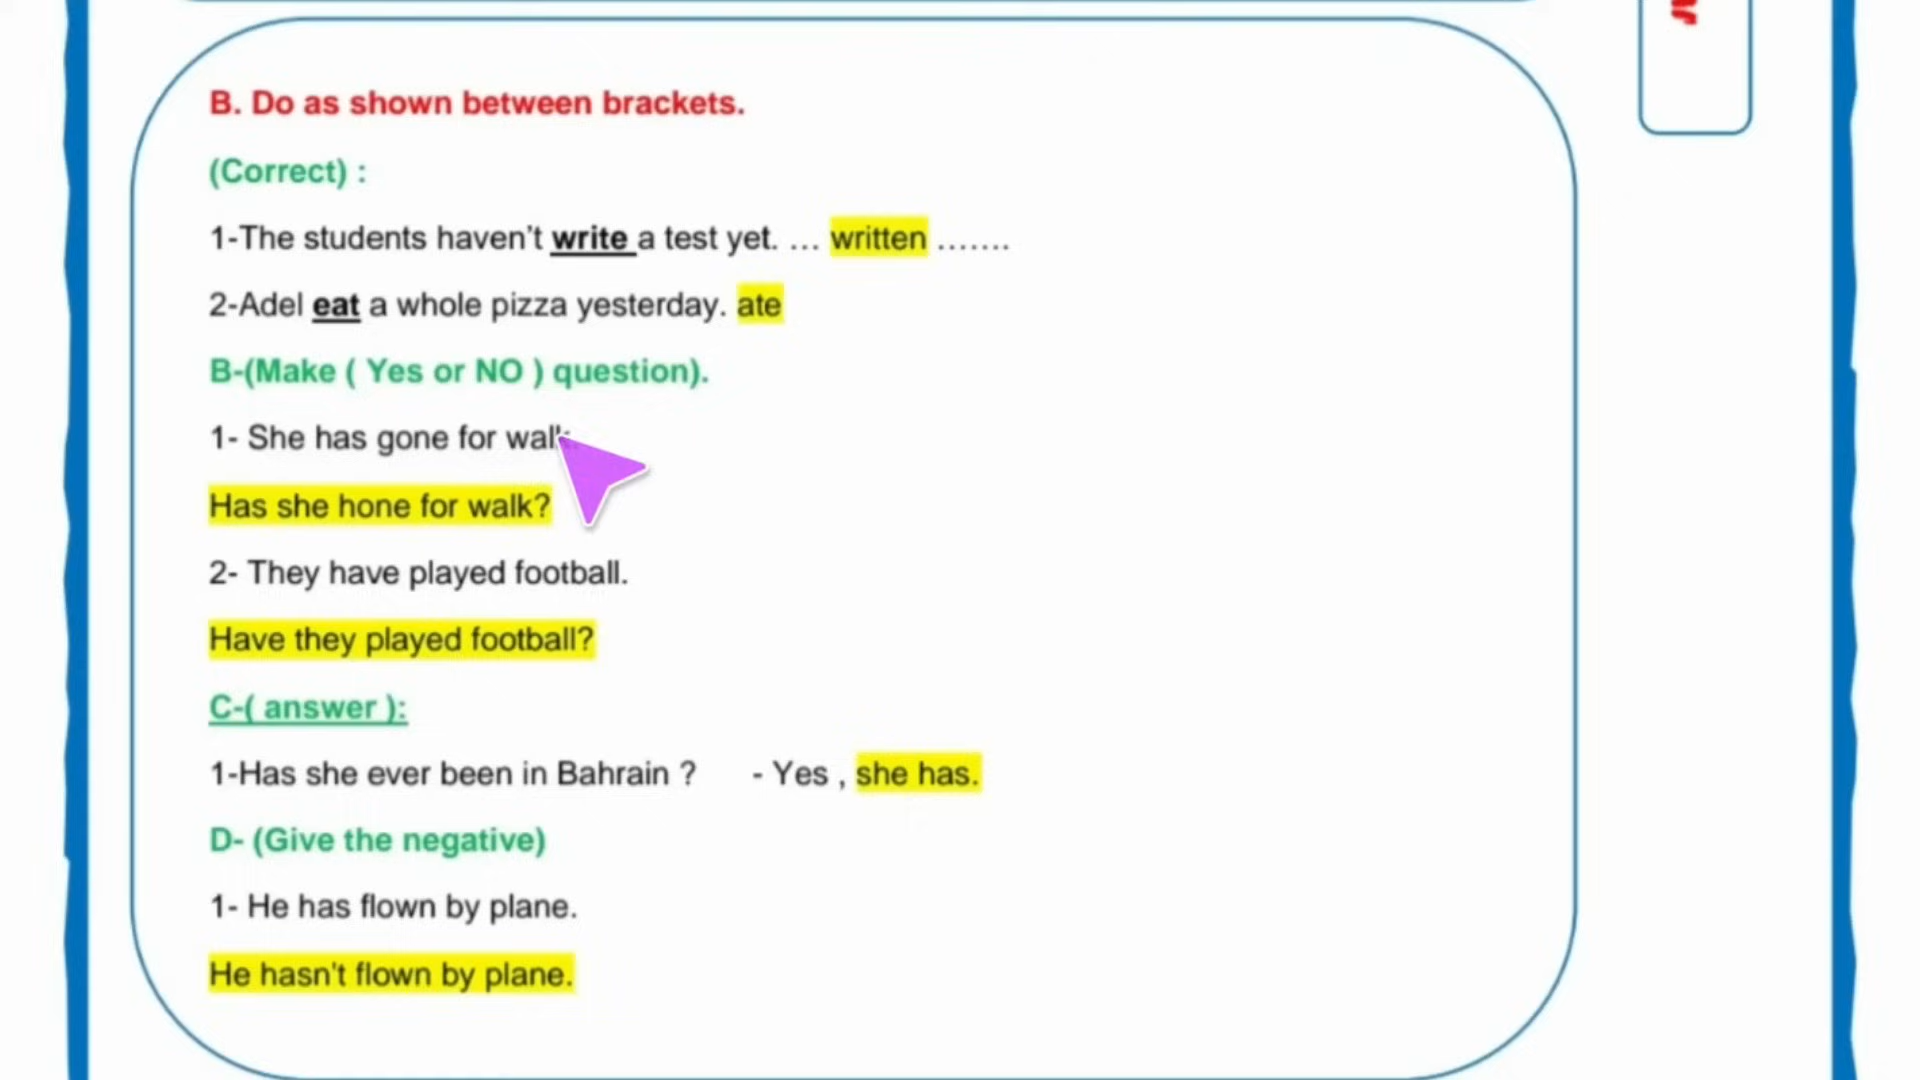 B. Do as shown between brackets.
(Correct) :
1-The students haven’t write a test yet. … written …….
2-Adel eat a whole pizza yesterday. ate
B-(Make ( Yes or NO ) question).
1- She has gone for walk.
Has she hone for walk?
2- They have played football.
Have they played football?
C-( answer ):
1-Has she ever been in Bahrain ? - Yes , she has.
D- (Give the negative)
1- He has flown by plane.
He hasn't flown by plane.